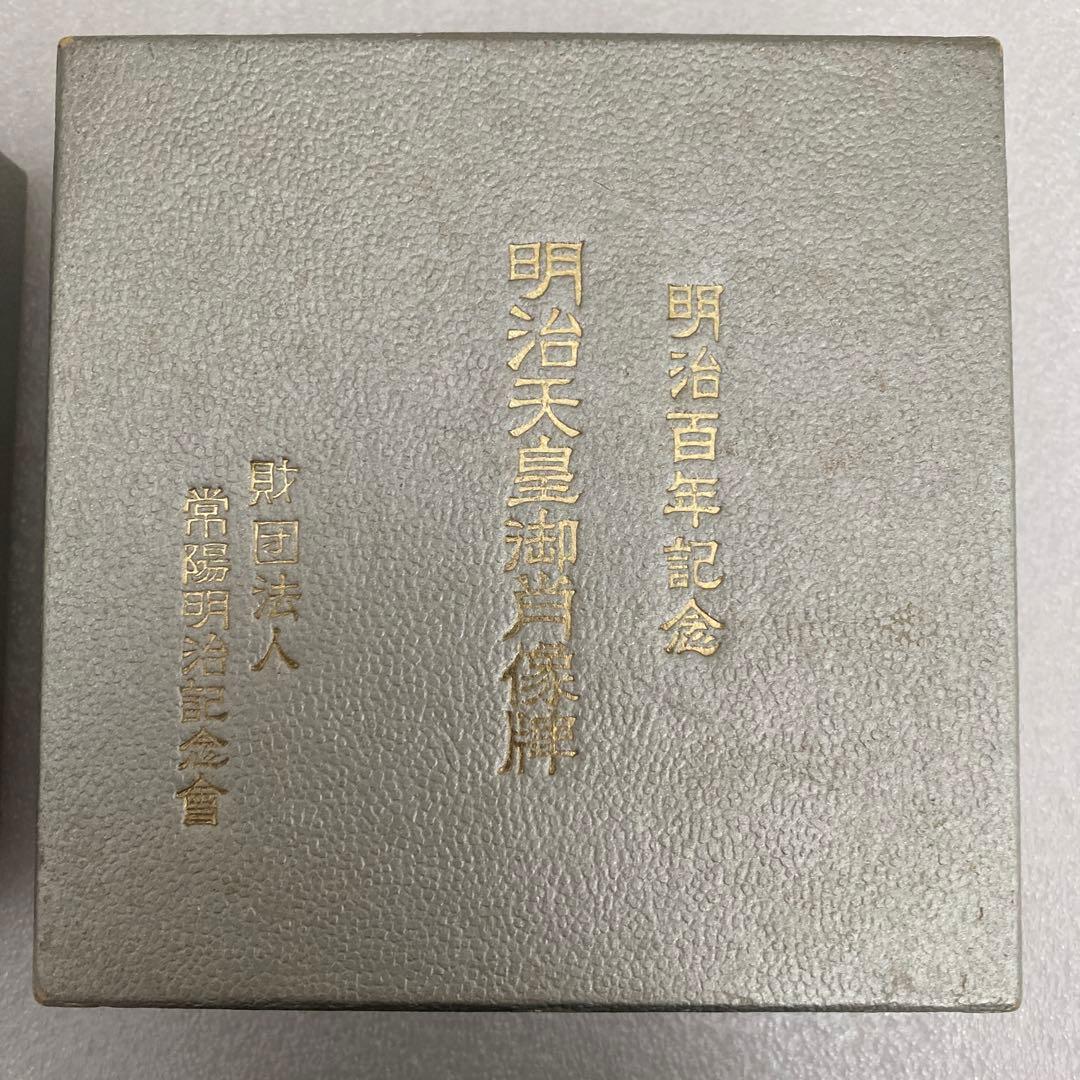 明治百年記念
明治天皇御肖像牌
財団法人
常陽明治記念會